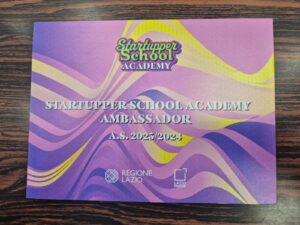 Startupper
School
ACADEMY
STARTUPPER SCHOOL ACADEMY
AMBASSADOR
A.S. 2023/2024
REGIONE
LAZIO